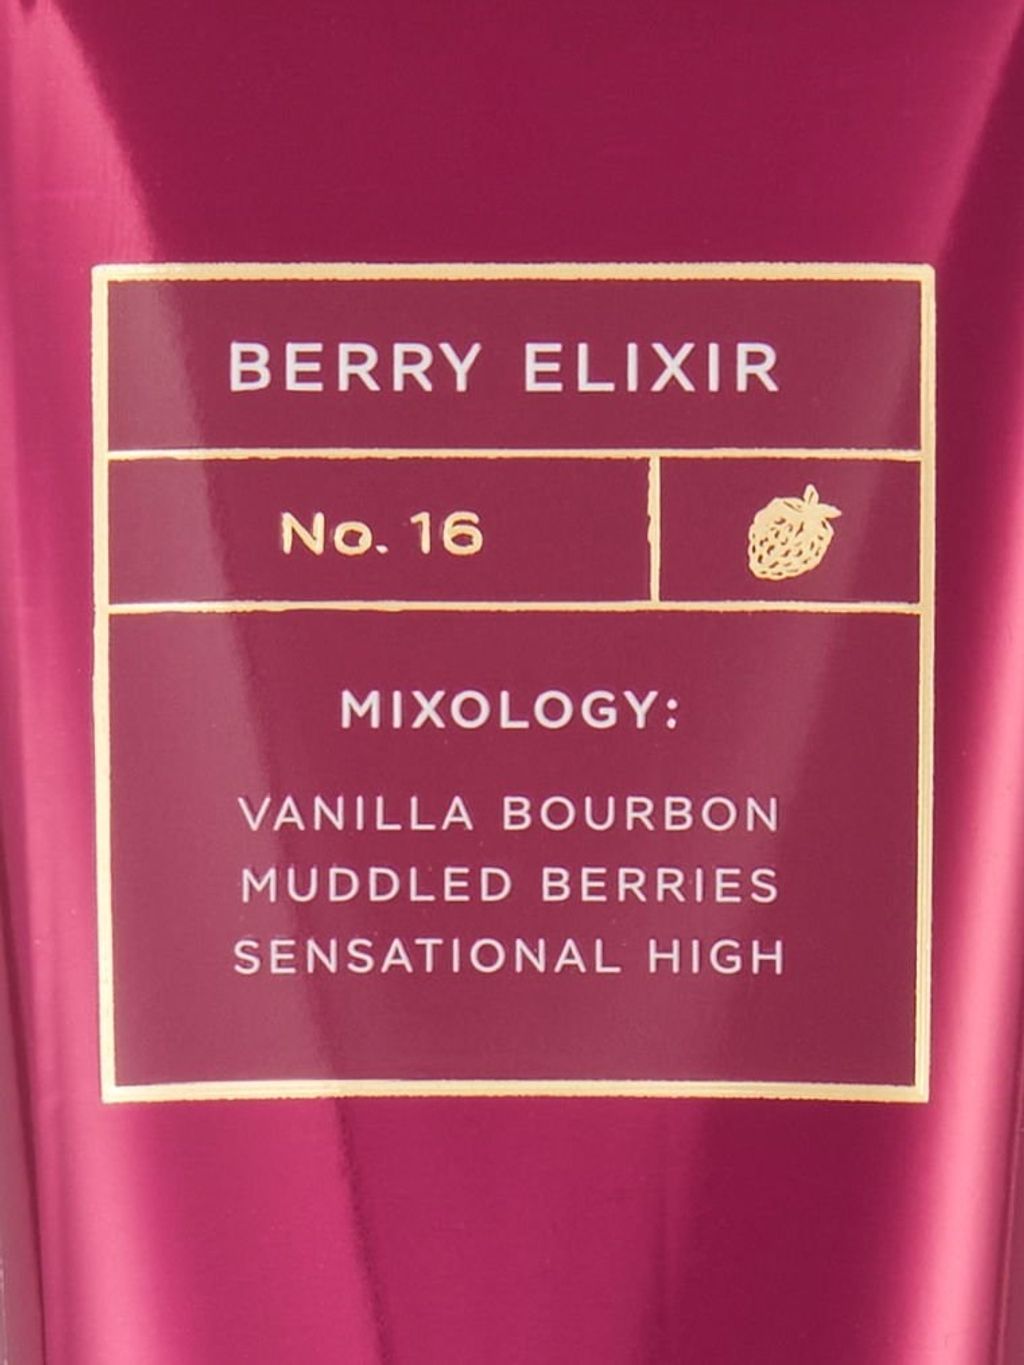 BERRY ELIXIR
No. 16
MIXOLOGY:
VANILLA BOURBON
MUDDLED BERRIES
SENSATIONAL HIGH